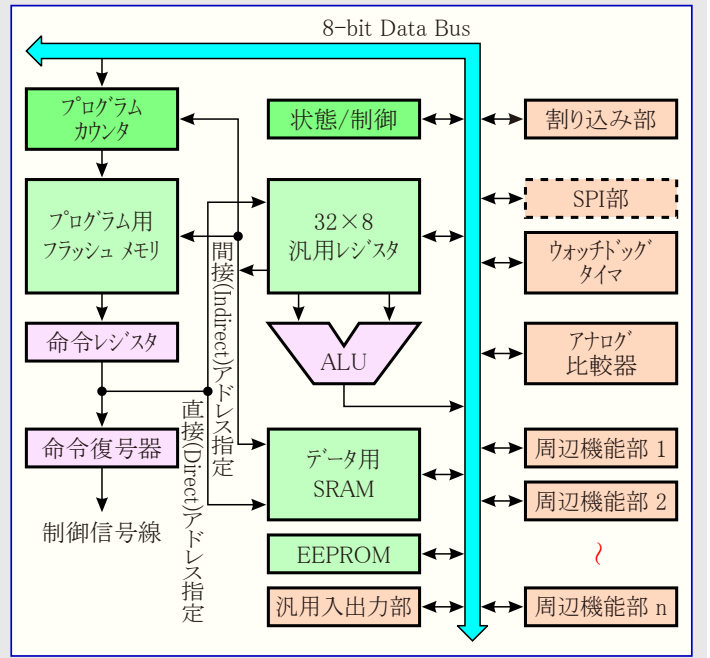 8-bit Data Bus
プログラム
カウンタ
状態/制御
割り込み部
プログラム用
フラッシュ メモリ
32×8
汎用レジスタ
SPI部
ウォッチドッグ
タイマ
間接(Indirect)アドレス指定
命令レジスタ
ALU
アナログ
比較器
直接(Direct)アドレス指定
命令復号器
データ用
SRAM
周辺機能部 1
周辺機能部 2
制御信号線
EEPROM
～
汎用入出力部
周辺機能部 n